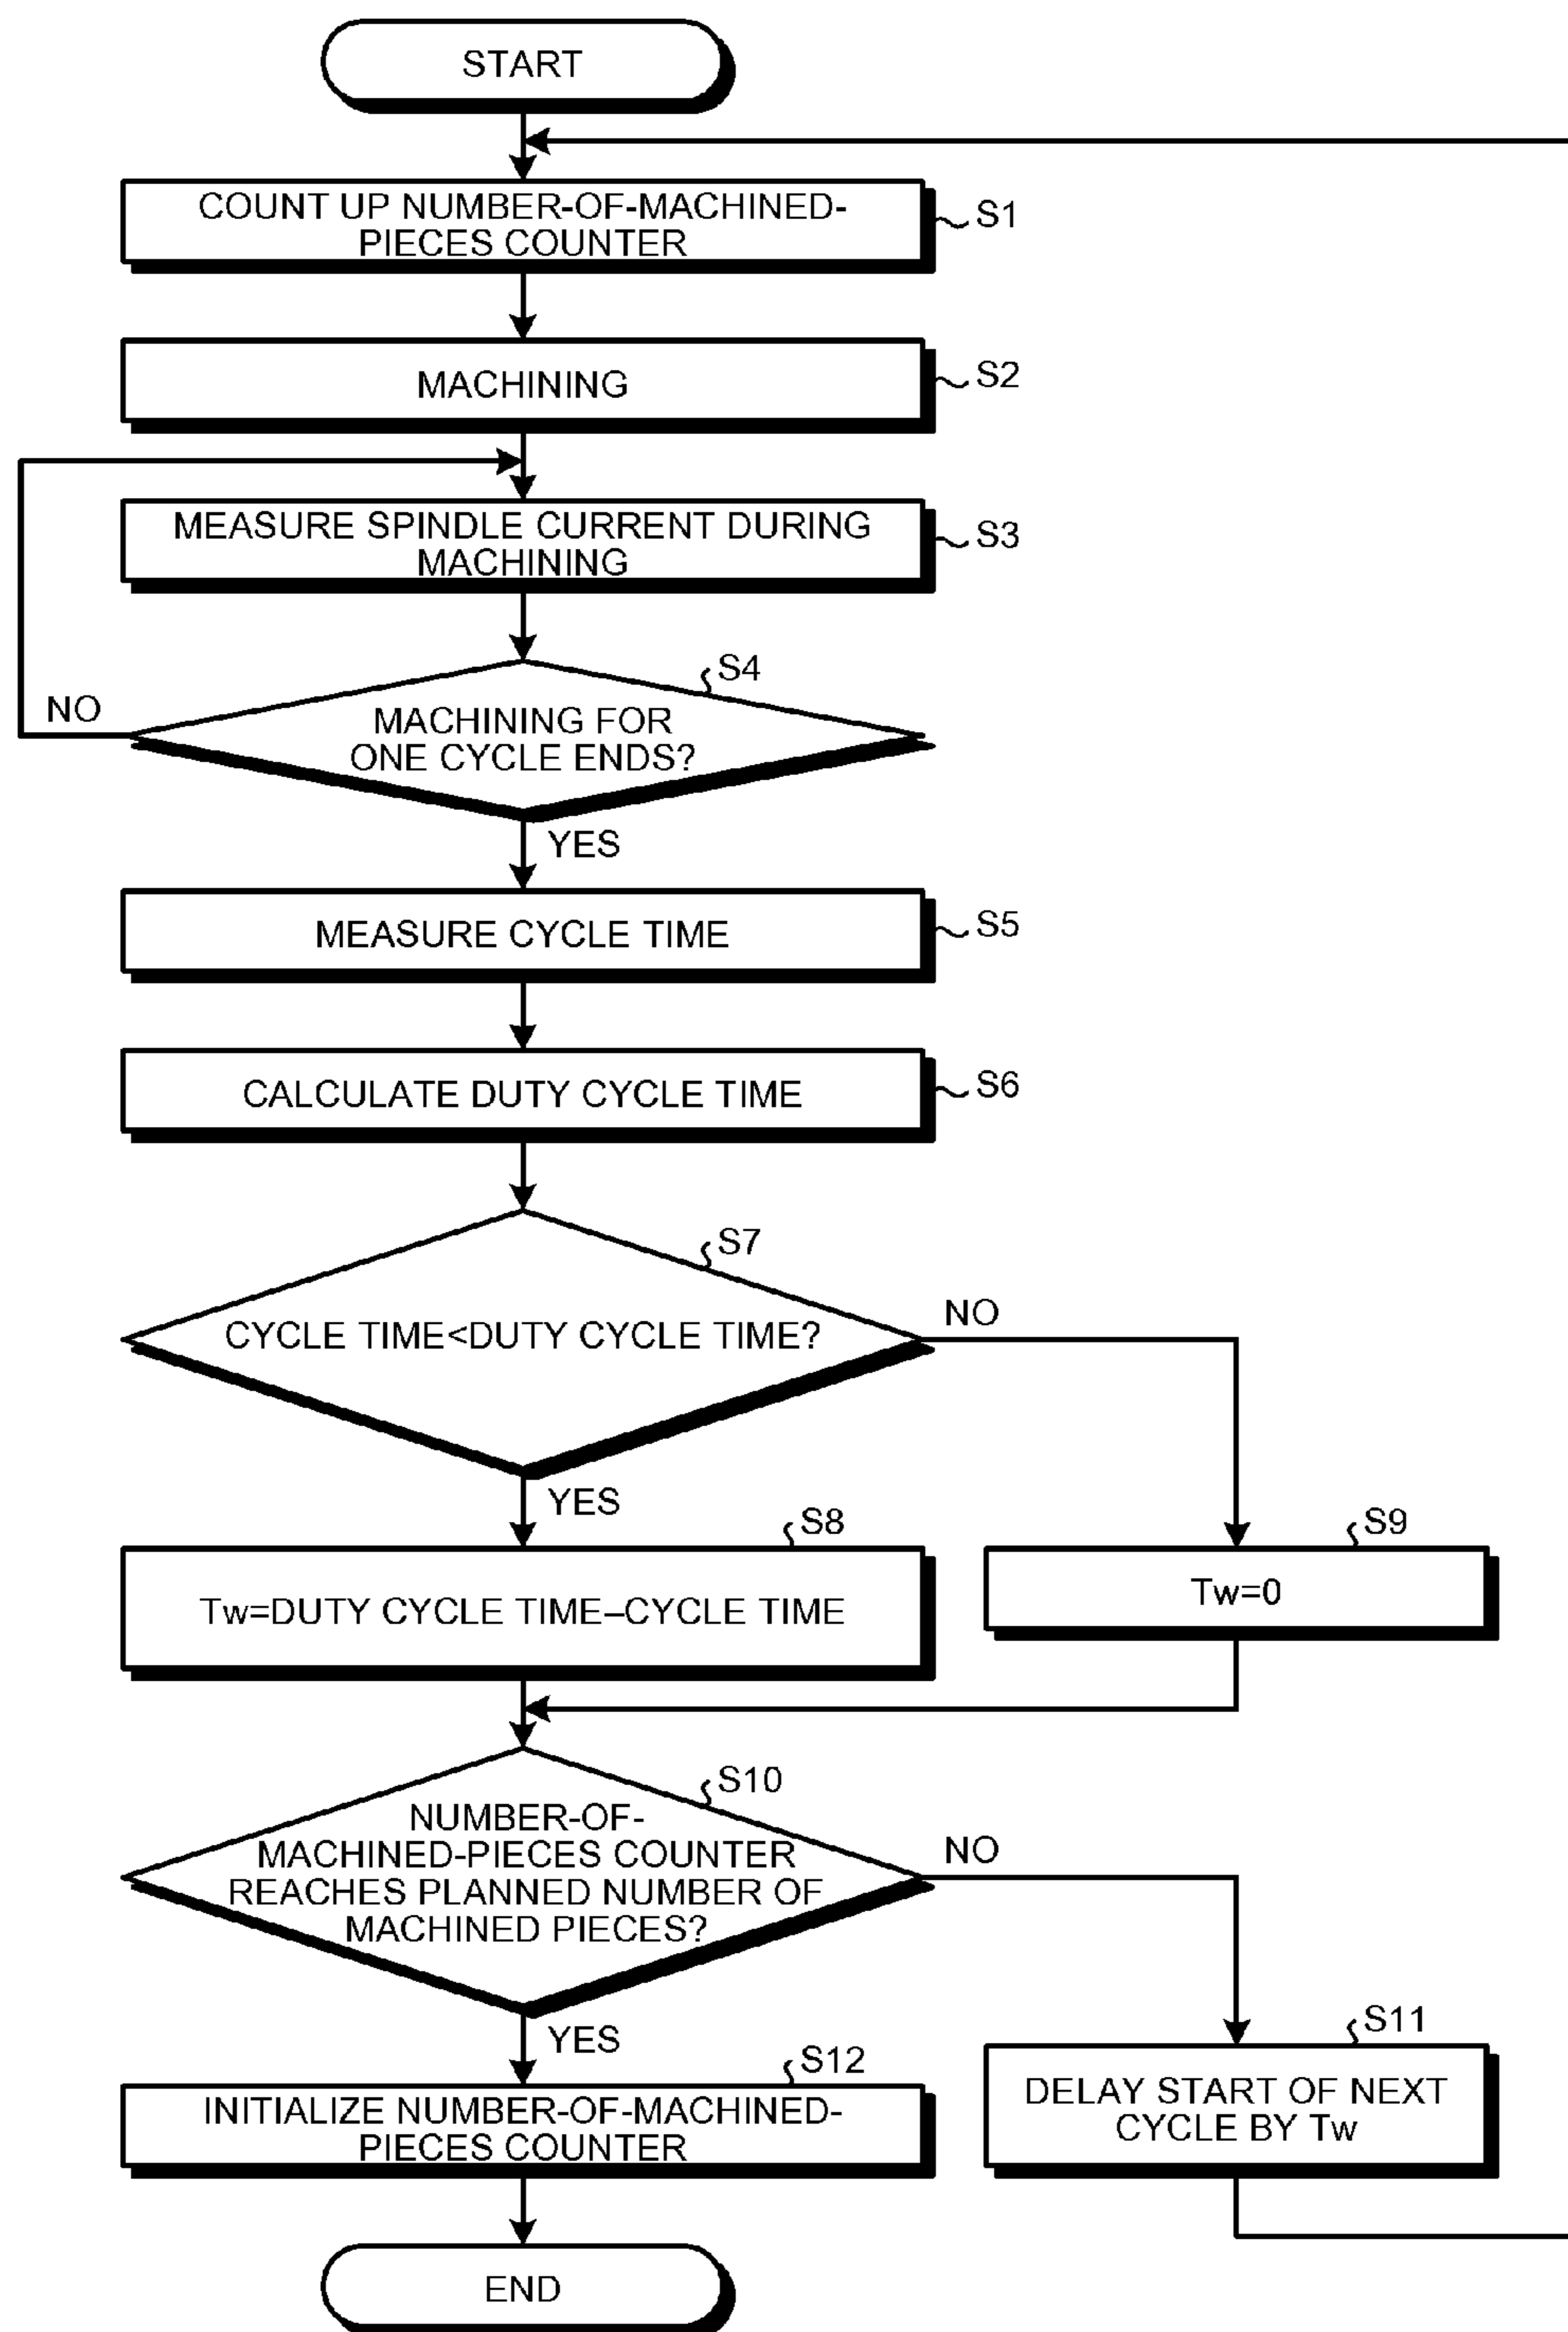 START
COUNT UP NUMBER-OF-MACHINED-
PIECES COUNTER
S1
MACHINING
S2
MEASURE SPINDLE CURRENT DURING
MACHINING
S3
S4
NO
MACHINING FOR
ONE CYCLE ENDS?
YES
MEASURE CYCLE TIME
S5
CALCULATE DUTY CYCLE TIME
S6
S7
NO
CYCLE TIME<DUTY CYCLE TIME?
YES
S8
S9
Tw=DUTY CYCLE TIME–CYCLE TIME
Tw=0
S10
NUMBER-OF-
MACHINED-PIECES COUNTER
REACHES PLANNED NUMBER OF
MACHINED PIECES?
NO
YES
S11
S12
DELAY START OF NEXT
CYCLE BY Tw
INITIALIZE NUMBER-OF-MACHINED-
PIECES COUNTER
END